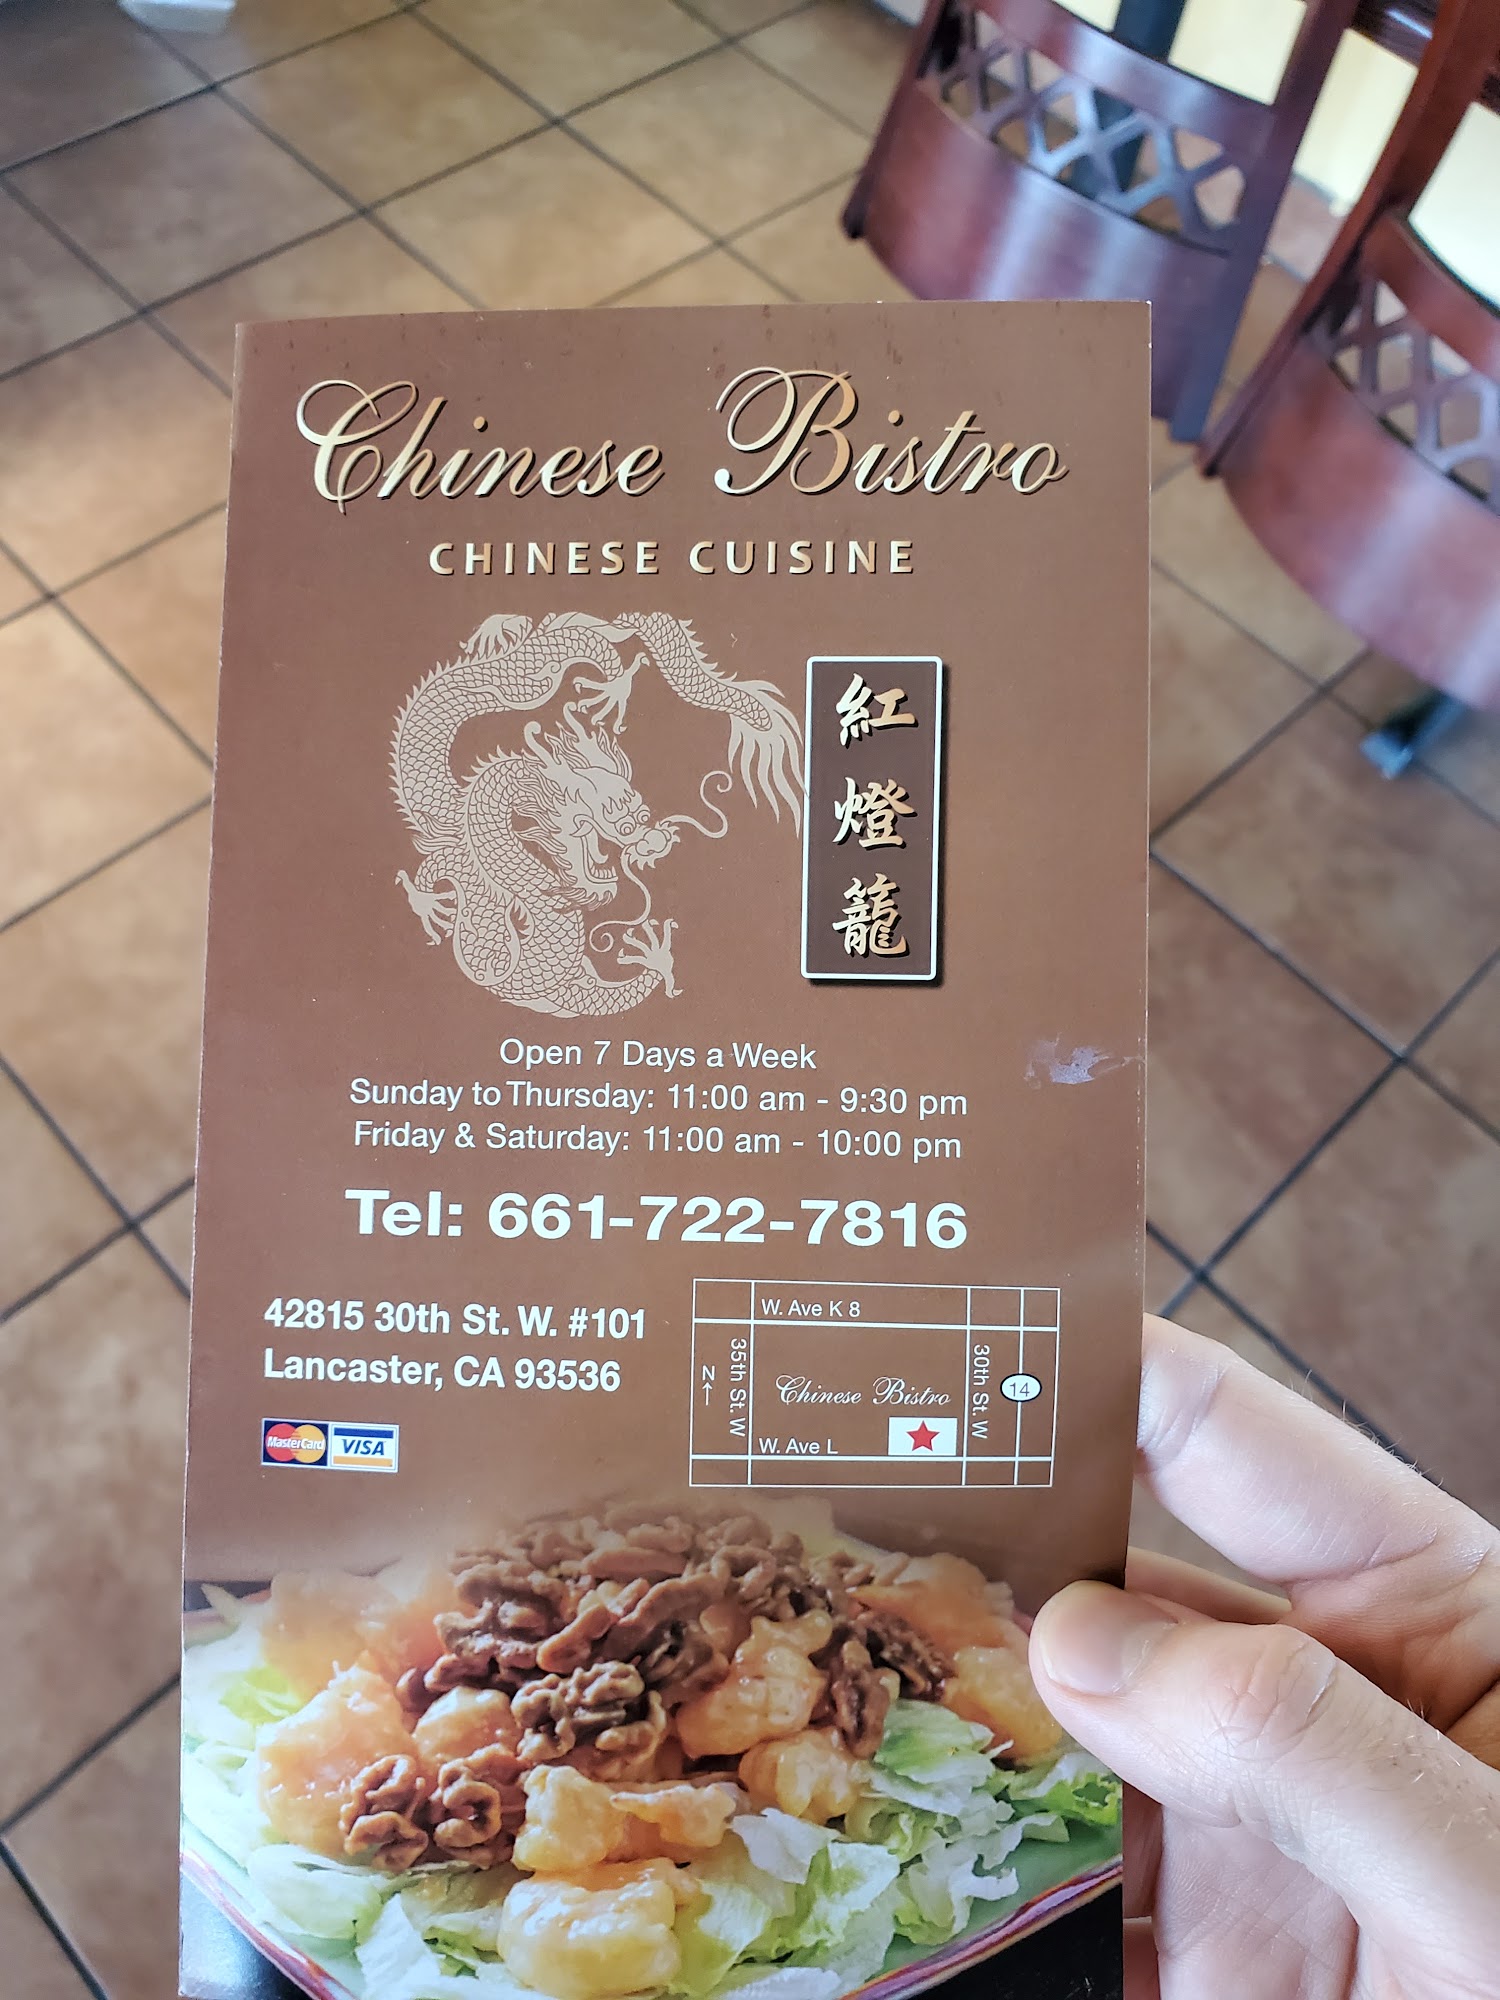 Chinese Bistro
CHINESE CUISINE
紅
燈
籠
Open 7 Days a Week
Sunday to Thursday: 11:00 am - 9:30 pm
Friday & Saturday: 11:00 am - 10:00 pm
Tel: 661-722-7816
42815 30th St. W. #101
Lancaster, CA 93536
MasterCard
VISA
W. Ave K 8
35th St. W
N
Chinese Bistro
30th St. W
14
W. Ave L